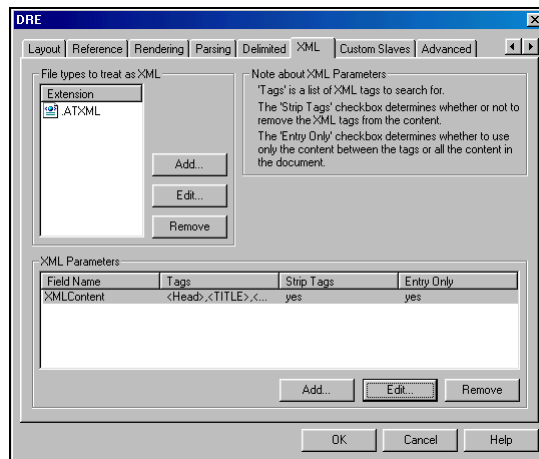 DRE
Layout Reference Rendering Parsing Delimited XML Custom Slaves Advanced
File types to treat as XML
Extension
.ATXML
Add...
Edit...
Remove
Note about XML Parameters
'Tags' is a list of XML tags to search for.
The 'Strip Tags' checkbox determines whether or not to
remove the XML tags from the content.
The 'Entry Only' checkbox determines whether to use
only the content between the tags or all the content in
the document.
XML Parameters
Field Name Tags Strip Tags Entry Only
XMLContent <Head>,<TITLE>,<... yes yes
Add... Edit... Remove
OK Cancel Help